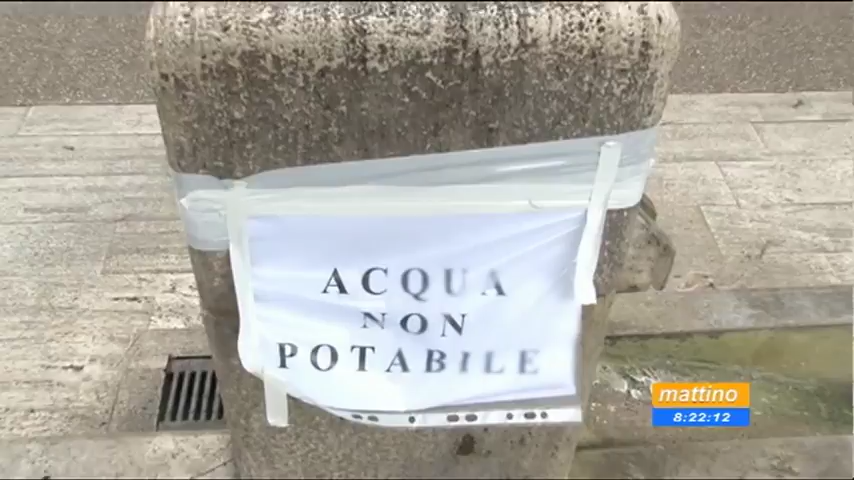 ACQUA
NON
POTABILE
mattino
8:22:12